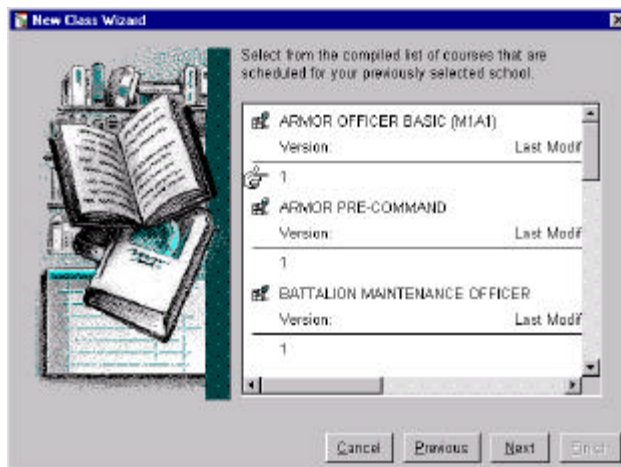 New Class Wizard
Select from the compiled list of courses that are
scheduled for your previously selected school.
ARMOR OFFICER BASIC (M1A1)
Version: Last Modif
1
ARMOR PRE-COMMAND
Version: Last Modif
1
BATTALION MAINTENANCE OFFICER
Version: Last Modif
1
Cancel Previous Next Finish